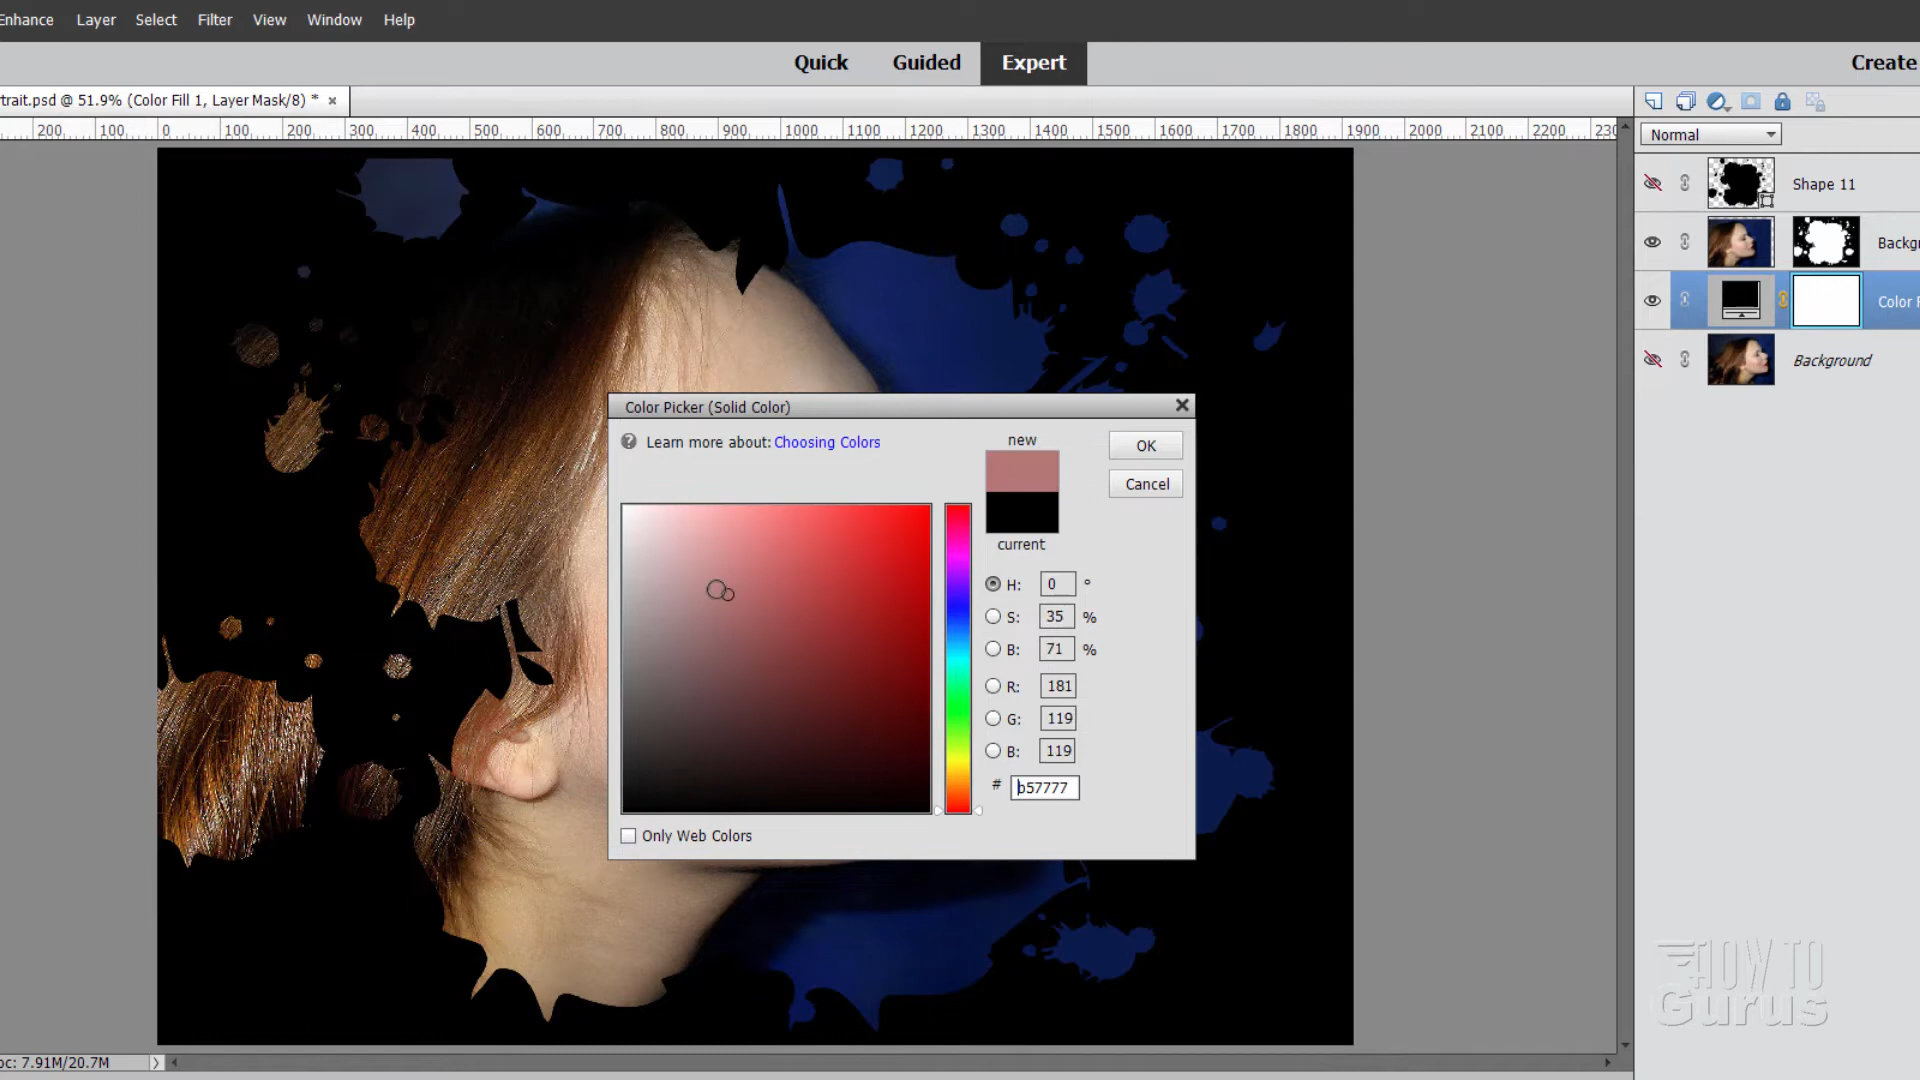 Enhance Layer Select Filter View Window Help
Quick Guided Expert Create
trait.psd @ 51.9% (Color Fill 1, Layer Mask/8) * ×
200 100 0 100 200 300 400 500 600 700 800 900 1000 1100 1200 1300 1400 1500 1600 1700 1800 1900 2000 2100 2200 230
Normal
Shape 11
Backgr
Color F
Background
Color Picker (Solid Color)
? Learn more about: Choosing Colors
new
OK
Cancel
current
H: 0 °
S: 35 %
B: 71 %
R: 181
G: 119
B: 119
# b57777
Only Web Colors
HOW TO
Gurus
oc: 7.91M/20.7M